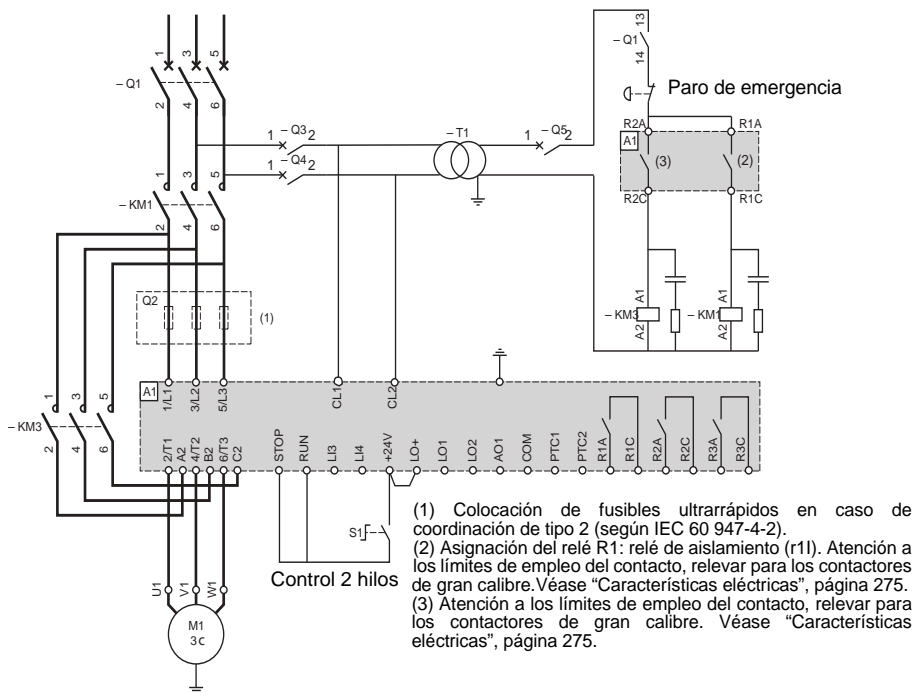 1
3
5
– Q1
2
4
6
13
– Q1
14
Paro de emergencia
1 – Q3 2
1 – Q4 2
– T1
1 – Q5 2
R2A
R1A
A1
(3)
(2)
R2C
R1C
1
3
5
– KM1
2
4
6
Q2
(1)
A1
A1
– KM3
– KM1
A2
A2
A1
1/L1
3/L2
5/L3
CL1
CL2
1
3
5
– KM3
2
4
6
2/T1
A2
4/T2
B2
6/T3
C2
STOP
RUN
LI3
LI4
+24V
LO+
LO1
LO2
AO1
COM
PTC1
PTC2
R1A
R1C
R2A
R2C
R3A
R3C
S1
Control 2 hilos
U1
V1
W1
M1
3 c
(1) Colocación de fusibles ultrarrápidos en caso de
coordinación de tipo 2 (según IEC 60 947-4-2).
(2) Asignación del relé R1: relé de aislamiento (r1I). Atención a
los límites de empleo del contacto, relevar para los contactores
de gran calibre.Véase “Características eléctricas”, página 275.
(3) Atención a los límites de empleo del contacto, relevar para
los contactores de gran calibre. Véase “Características
eléctricas”, página 275.